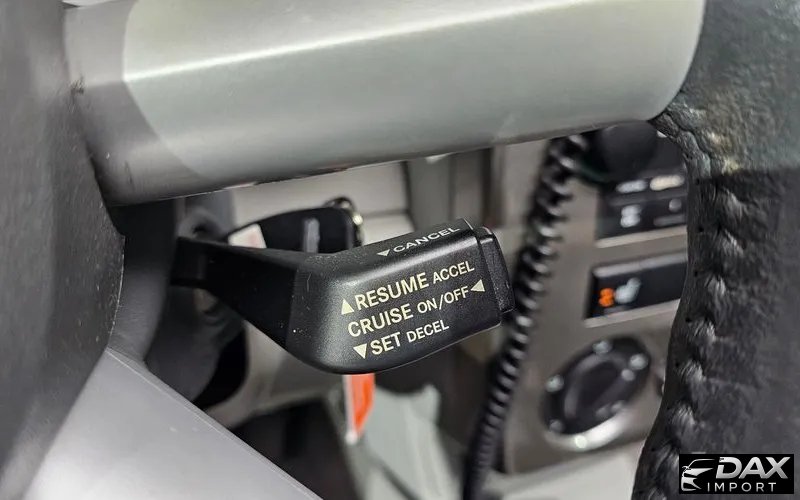 ▼CANCEL
▲RESUME ACCEL
CRUISE ON/OFF◀
▼SET DECEL
DAX
IMPORT